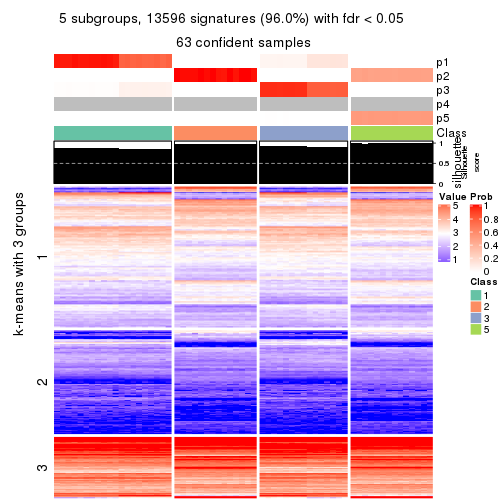 5 subgroups, 13596 signatures (96.0%) with fdr < 0.05
63 confident samples
p1
p2
p3
p4
p5
Class
1
0.5
0
silhouette
Silhouette
score
k-means with 3 groups
1
2
3
Value
5
4
3
2
1
Prob
1
0.8
0.6
0.4
0.2
0
Class
1
2
3
5